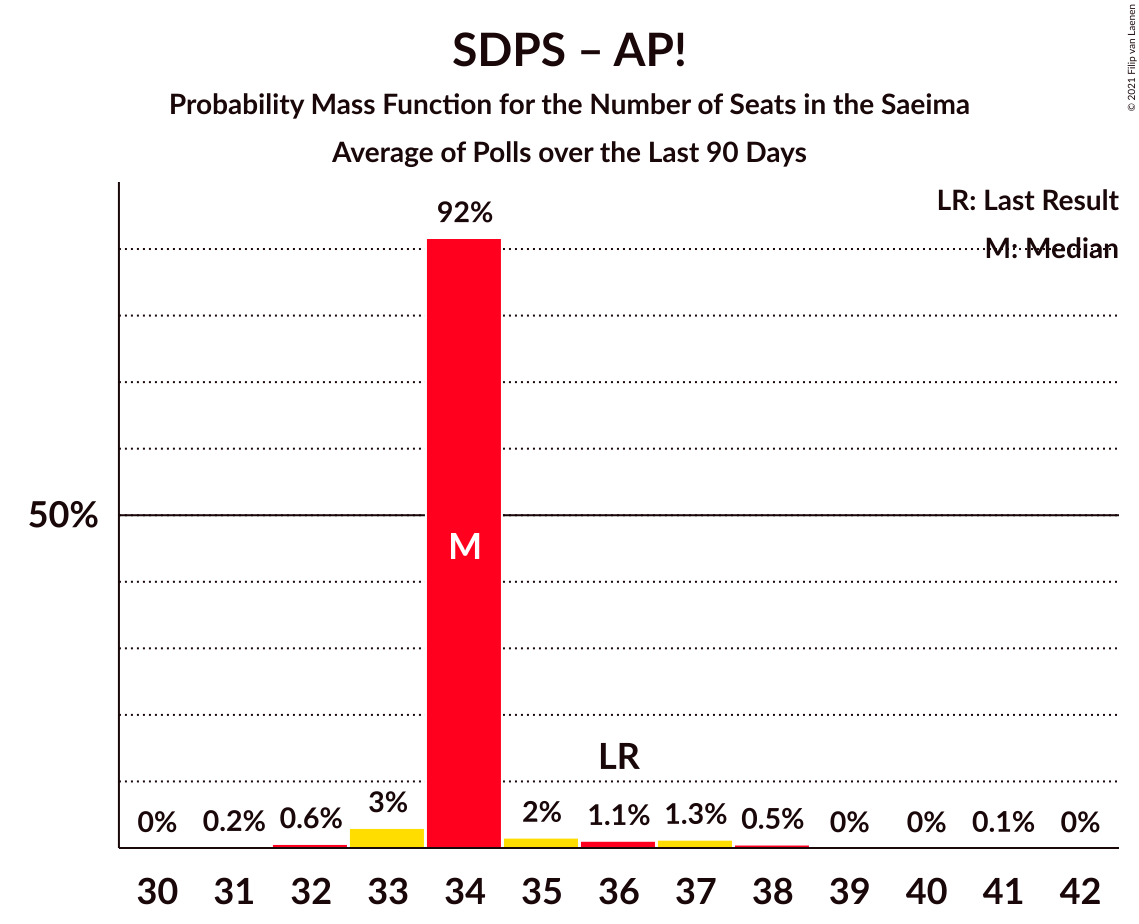 SDPS – AP!
Probability Mass Function for the Number of Seats in the Saeima
Average of Polls over the Last 90 Days
© 2021 Filip van Laenen
LR: Last Result
M: Median
92%
50%
M
LR
0% 0.2% 0.6% 3% 2% 1.1% 1.3% 0.5% 0% 0% 0.1% 0%
30 31 32 33 34 35 36 37 38 39 40 41 42